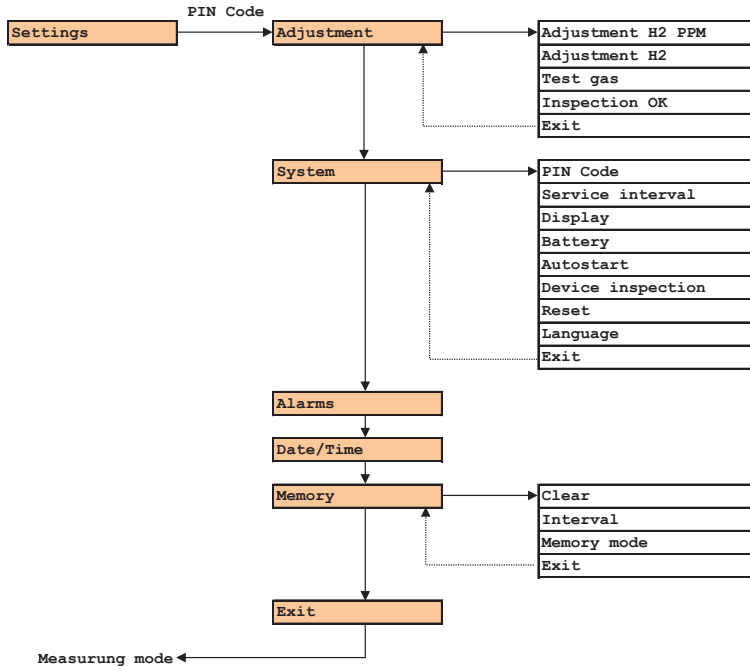 PIN Code
Settings
Adjustment
Adjustment H2 PPM
Adjustment H2
Test gas
Inspection OK
Exit
System
PIN Code
Service interval
Display
Battery
Autostart
Device inspection
Reset
Language
Exit
Alarms
Date/Time
Memory
Clear
Interval
Memory mode
Exit
Exit
Measurung mode